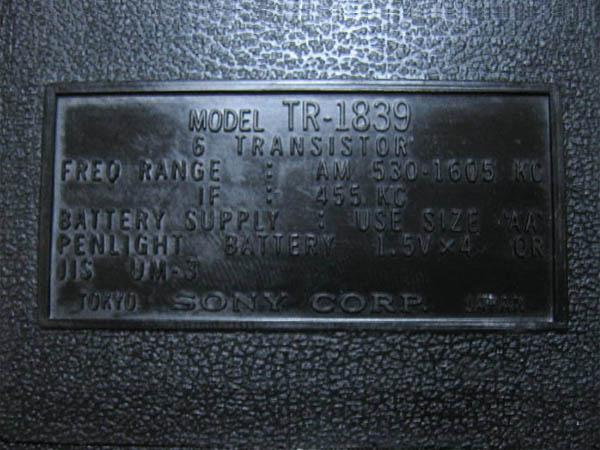 MODEL TR-1839
6 TRANSISTOR
FREQ RANGE : AM 530-1605 KC
IF : 455 KC
BATTERY SUPPLY : USE SIZE "AA"
PENLIGHT BATTERY 1.5V×4 OR
JIS UM-3
TOKYO SONY CORP. JAPAN